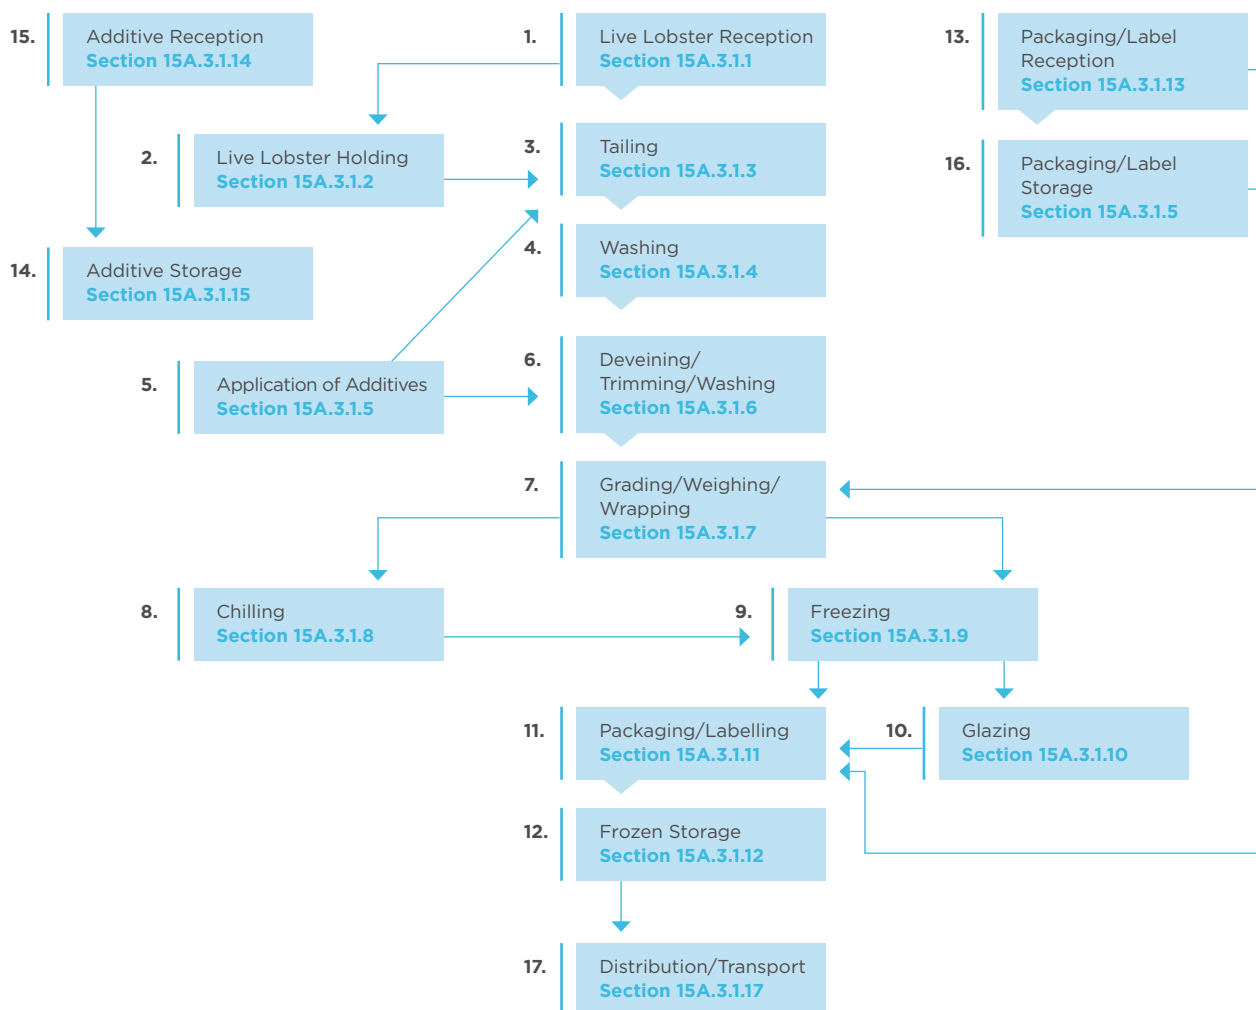 15.
Additive Reception
Section 15A.3.1.14
1.
Live Lobster Reception
Section 15A.3.1.1
13.
Packaging/Label
Reception
Section 15A.3.1.13
2.
Live Lobster Holding
Section 15A.3.1.2
3.
Tailing
Section 15A.3.1.3
16.
Packaging/Label
Storage
Section 15A.3.1.5
14.
Additive Storage
Section 15A.3.1.15
4.
Washing
Section 15A.3.1.4
5.
Application of Additives
Section 15A.3.1.5
6.
Deveining/
Trimming/Washing
Section 15A.3.1.6
7.
Grading/Weighing/
Wrapping
Section 15A.3.1.7
8.
Chilling
Section 15A.3.1.8
9.
Freezing
Section 15A.3.1.9
11.
Packaging/Labelling
Section 15A.3.1.11
10.
Glazing
Section 15A.3.1.10
12.
Frozen Storage
Section 15A.3.1.12
17.
Distribution/Transport
Section 15A.3.1.17